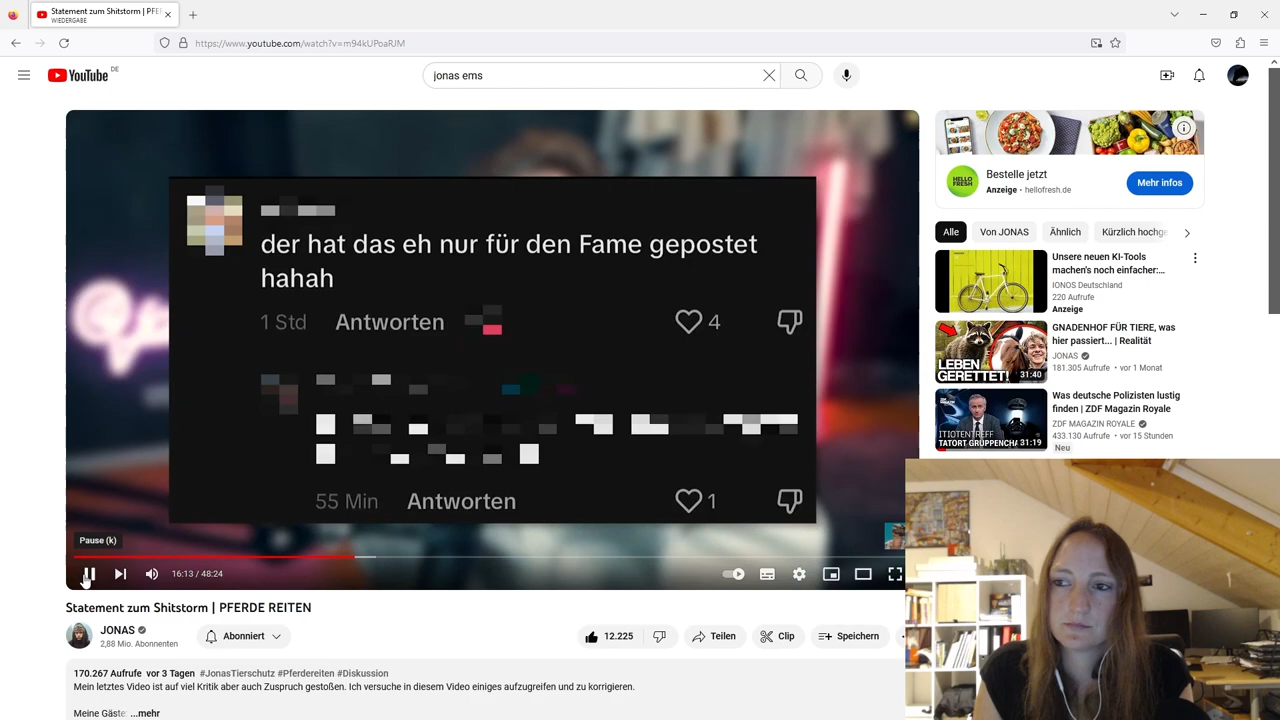 Statement zum Shitstorm | PFE
WIEDERGABE
https://www.youtube.com/watch?v=m94kUPoaRJM
YouTube DE
jonas ems
der hat das eh nur für den Fame gepostet
hahah
1 Std Antworten 4
55 Min Antworten 1
Pause (k)
16:13 / 48:24
Statement zum Shitstorm | PFERDE REITEN
JONAS
2,88 Mio. Abonnenten
Abonniert
12.225
Teilen
Clip
Speichern
170.267 Aufrufe vor 3 Tagen #JonasTierschutz #Pferdereiten #Diskussion
Mein letztes Video ist auf viel Kritik aber auch Zuspruch gestoßen. Ich versuche in diesem Video einiges aufzugreifen und zu korrigieren.
Meine Gäste: ...mehr
HELLO
FRESH
Bestelle jetzt
Anzeige • hellofresh.de
Mehr infos
Alle Von JONAS Ähnlich Kürzlich hochge
Unsere neuen KI-Tools
machen's noch einfacher:...
IONOS Deutschland
220 Aufrufe
Anzeige
LEBEN
GERETTET!
31:40
GNADENHOF FÜR TIERE, was
hier passiert... | Realität
JONAS
181.305 Aufrufe • vor 1 Monat
TATORT GRUPPENCHA
31:19
Was deutsche Polizisten lustig
finden | ZDF Magazin Royale
ZDF MAGAZIN ROYALE
433.130 Aufrufe • vor 15 Stunden
Neu